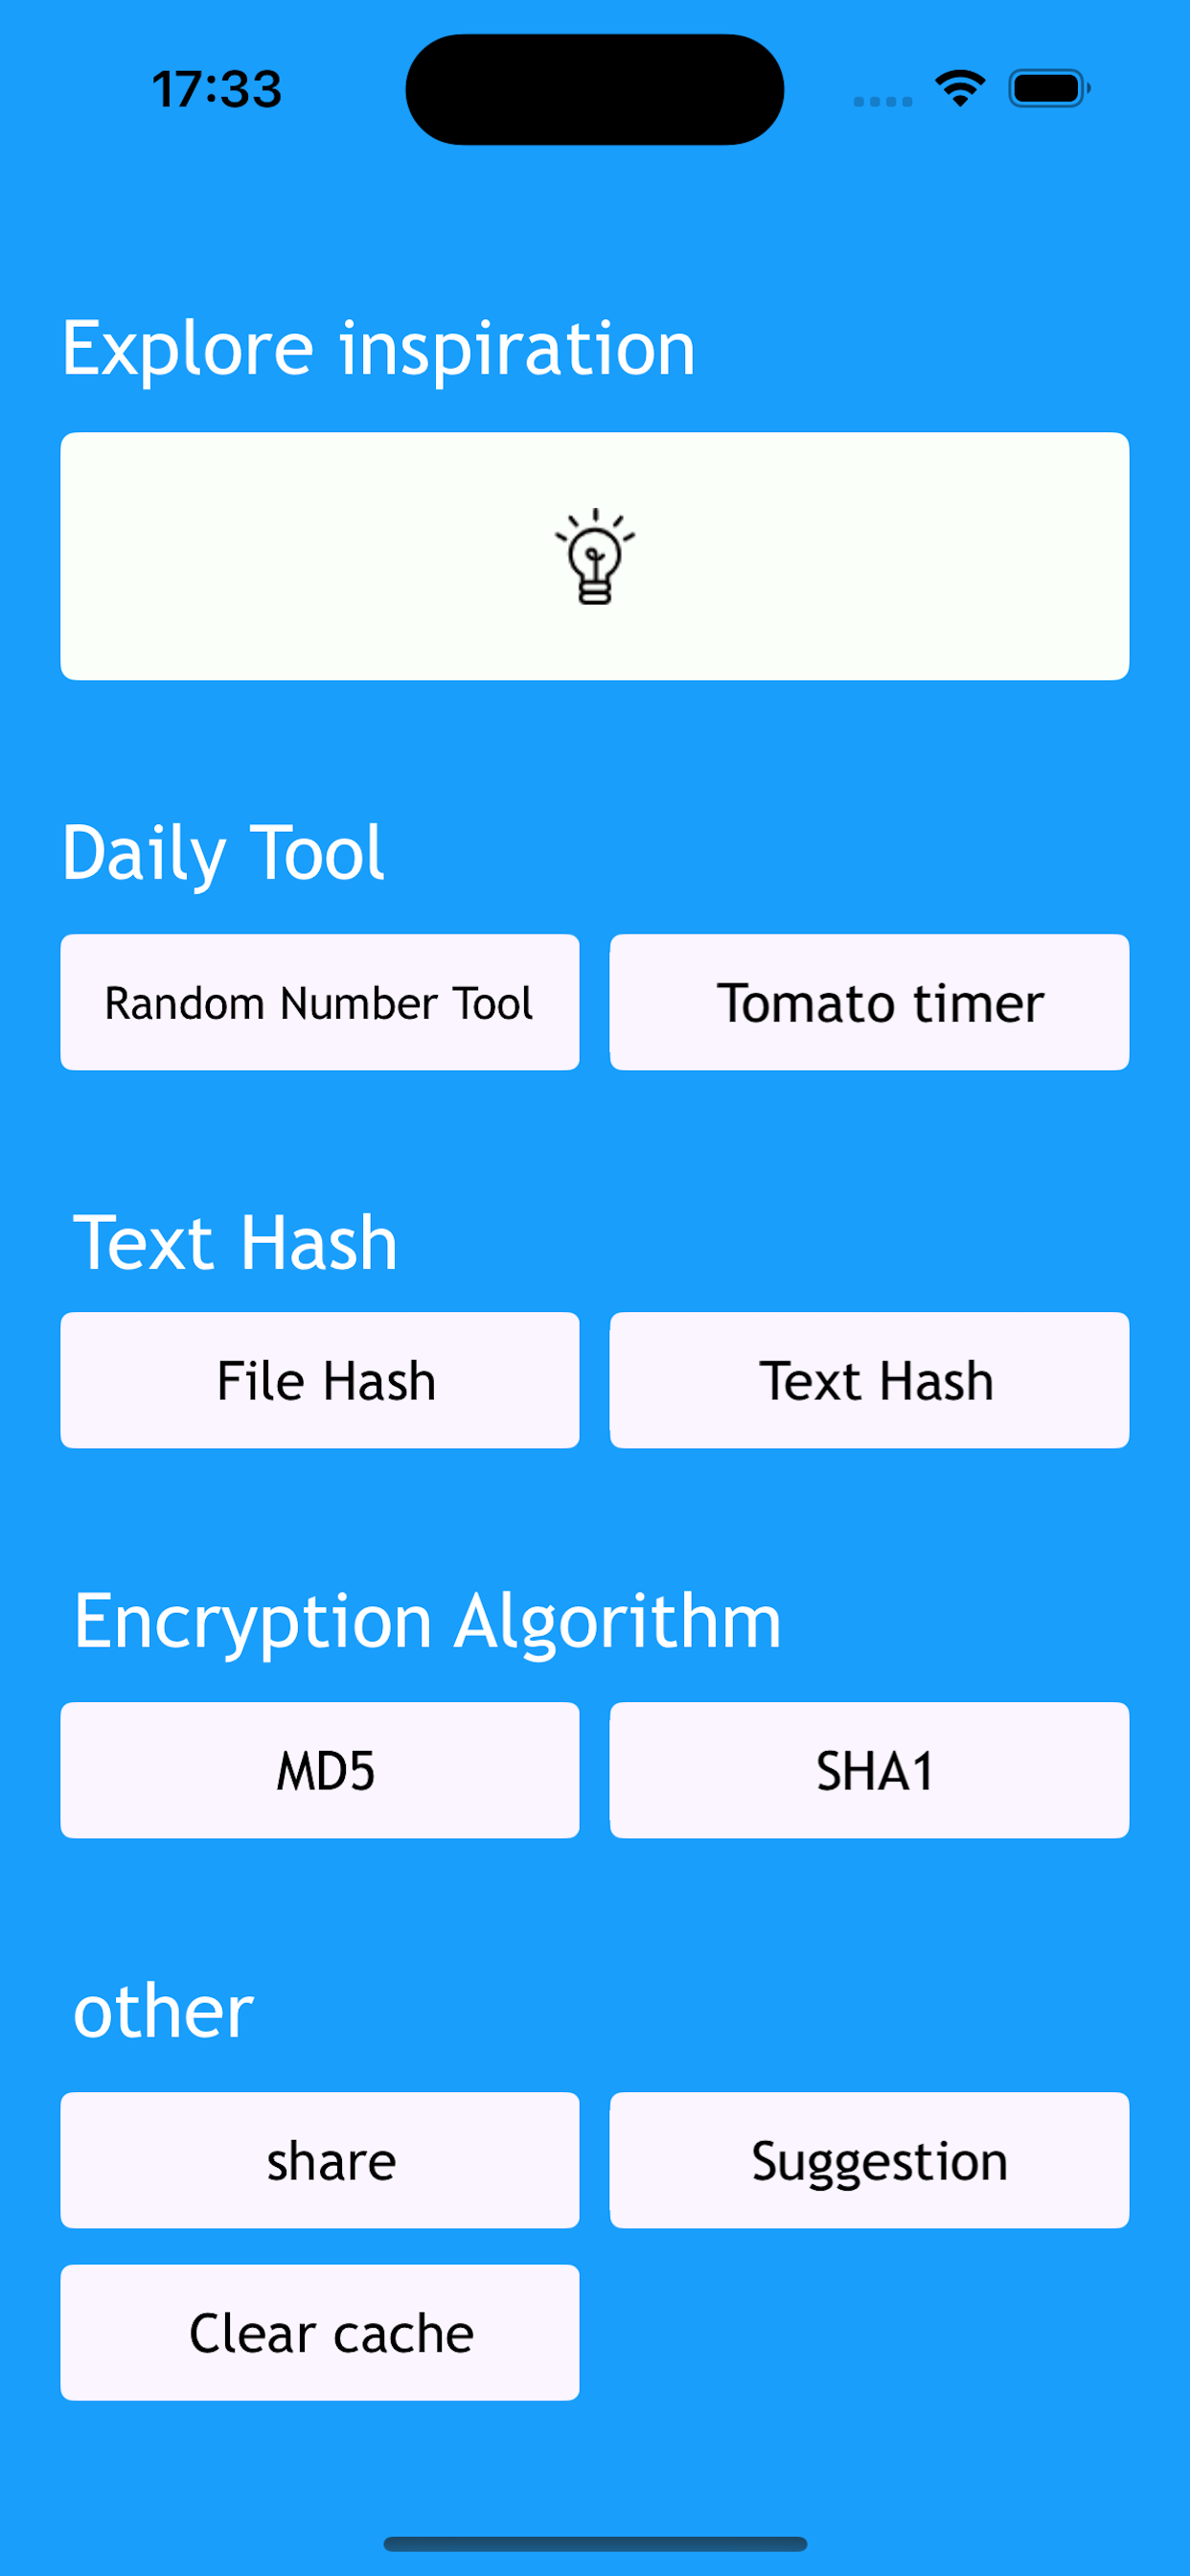 17:33
Explore inspiration
Daily Tool
Random Number Tool
Tomato timer
Text Hash
File Hash
Text Hash
Encryption Algorithm
MD5
SHA1
other
share
Suggestion
Clear cache